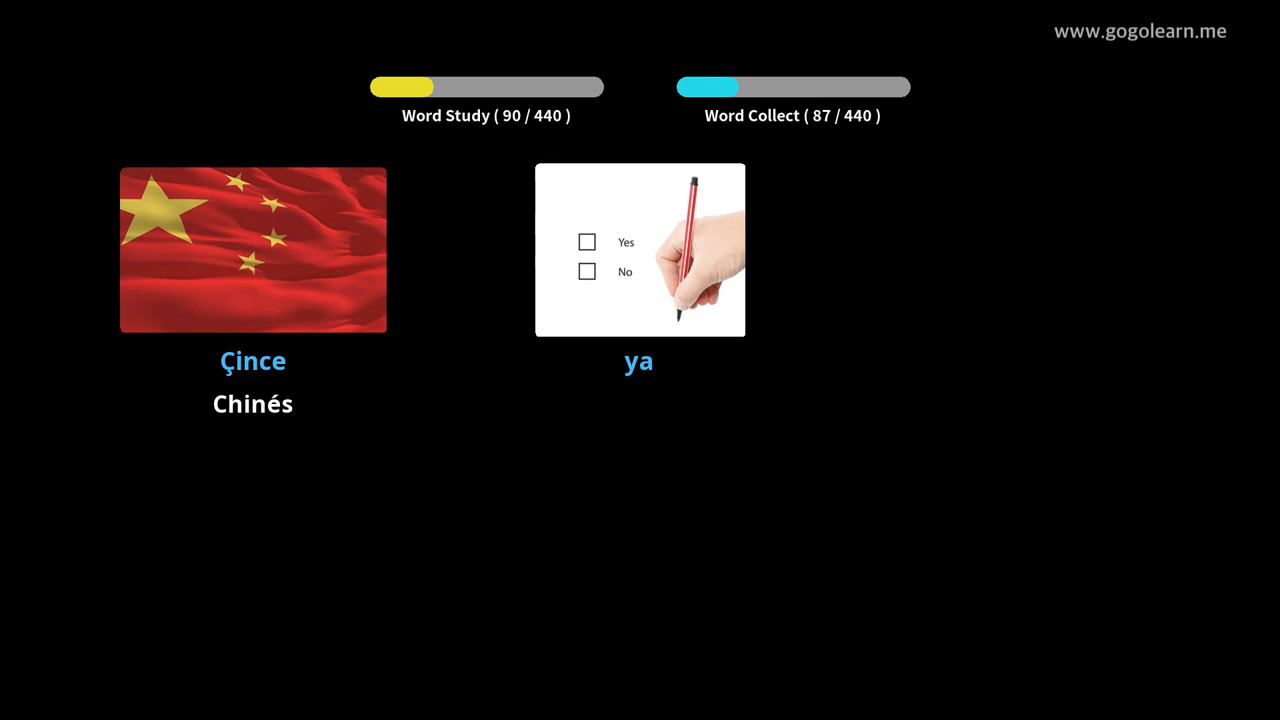 www.gogolearn.me
Word Study ( 90 / 440 )
Word Collect ( 87 / 440 )
Yes
No
Çince
ya
Chinés